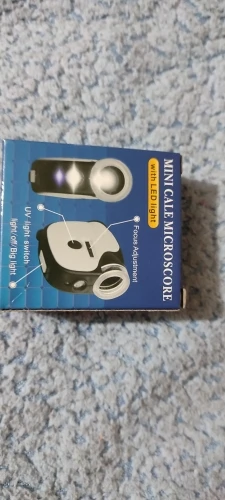 MINI CALE MICROSCORE
with LED light
Focus Adjustment
UV -light switch
light off/Big light